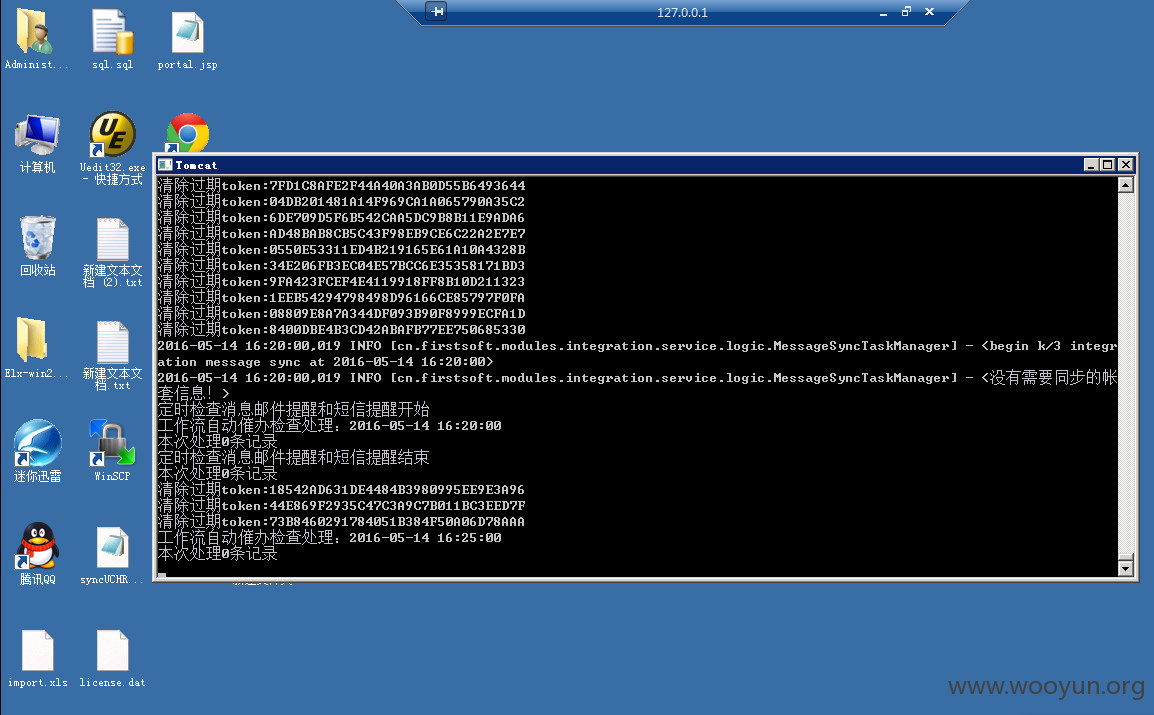 127.0.0.1
Administ...
sql.sql
portal.jsp
计算机
Uedit32.exe
- 快捷方式
回收站
新建文本文
档 (2).txt
Elx-win2...
新建文本文
档.txt
迷你迅雷
WinSCP
腾讯QQ
syncUCHR...
import.xls
license.dat
Tomcat
清除过期token:7FD1C8AFE2F44A40A3AB0D55B6493644
清除过期token:04DB201481A14F969CA1A065790A35C2
清除过期token:6DE709D5F6B542CAA5DC9B8B11E9ADA6
清除过期token:AD48BAB8CB5C43F98EB9CE6C22A2E7E7
清除过期token:0550E53311ED4B219165E61A10A4328B
清除过期token:34E206FB3EC04E57BCC6E35358171BD3
清除过期token:9FA423FCEF4E4119918FF8B10D211323
清除过期token:1EEB54294798498D96166CE85797F0FA
清除过期token:08809E8A7A344DF093B90F8999ECFA1D
清除过期token:8400DBE4B3CD42ABAFB77EE750685330
2016-05-14 16:20:00,019 INFO [cn.firstsoft.modules.integration.service.logic.MessageSyncTaskManager] - <begin k/3 integr
ation message sync at 2016-05-14 16:20:00>
2016-05-14 16:20:00,019 INFO [cn.firstsoft.modules.integration.service.logic.MessageSyncTaskManager] - <没有需要同步的帐
套信息！>
定时检查消息邮件提醒和短信提醒开始
工作流自动催办检查处理：2016-05-14 16:20:00
本次处理0条记录
定时检查消息邮件提醒和短信提醒结束
本次处理0条记录
清除过期token:18542AD631DE4484B3980995EE9E3A96
清除过期token:44E869F2935C47C3A9C7B011BC3EED7F
清除过期token:73B8460291784051B384F50A06D78AAA
工作流自动催办检查处理：2016-05-14 16:25:00
本次处理0条记录
www.wooyun.org